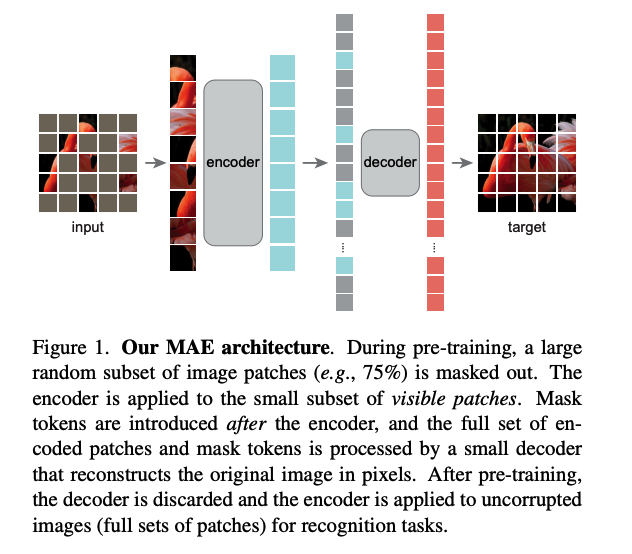 input
encoder
decoder
target
Figure 1. Our MAE architecture. During pre-training, a large
random subset of image patches (e.g., 75%) is masked out. The
encoder is applied to the small subset of visible patches. Mask
tokens are introduced after the encoder, and the full set of en-
coded patches and mask tokens is processed by a small decoder
that reconstructs the original image in pixels. After pre-training,
the decoder is discarded and the encoder is applied to uncorrupted
images (full sets of patches) for recognition tasks.